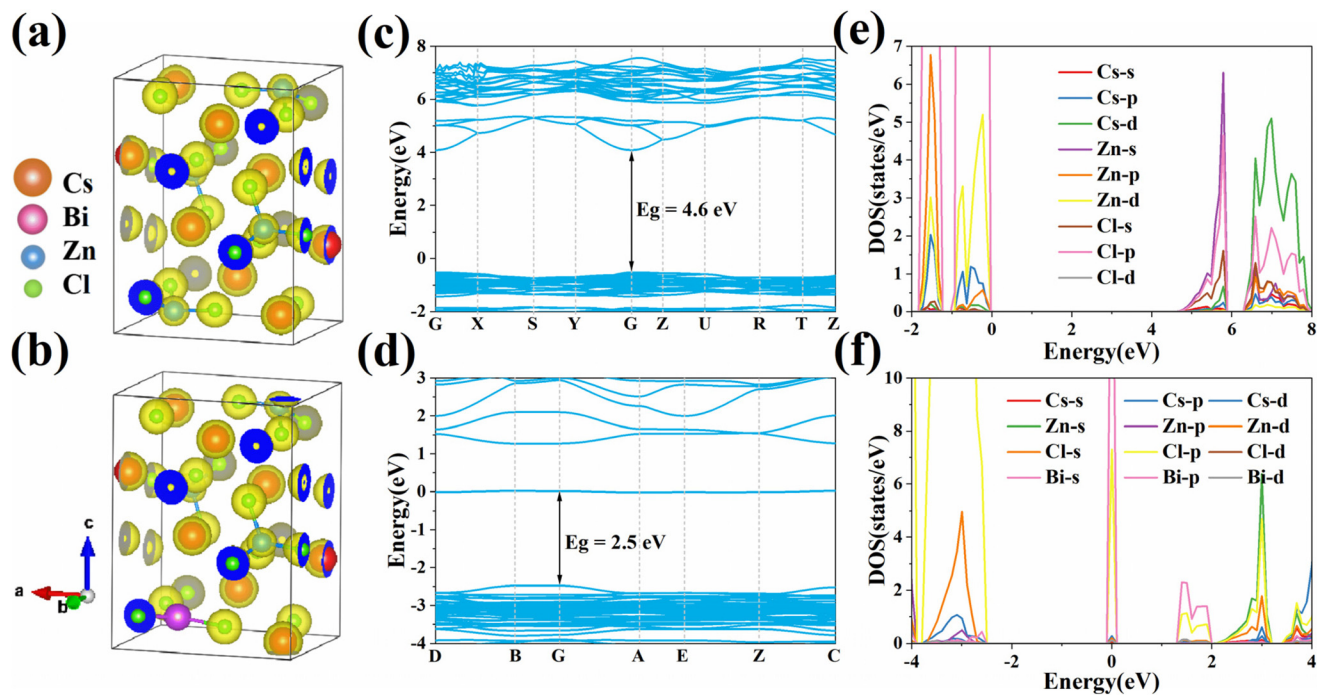 (a)
Cs
Bi
Zn
Cl
(b)
c
a
b
(c)
Energy(eV)
8
6
4
2
0
-2
Eg = 4.6 eV
G X S Y G Z U R T Z
(d)
Energy(eV)
3
2
1
0
-1
-2
-3
-4
Eg = 2.5 eV
D B G A E Z C
(e)
DOS(states/eV)
7
6
5
4
3
2
1
0
Cs-s
Cs-p
Cs-d
Zn-s
Zn-p
Zn-d
Cl-s
Cl-p
Cl-d
-2 0 2 4 6 8
Energy(eV)
(f)
DOS(states/eV)
10
8
6
4
2
0
Cs-s Cs-p Cs-d
Zn-s Zn-p Zn-d
Cl-s Cl-p Cl-d
Bi-s Bi-p Bi-d
-4 -2 0 2 4
Energy(eV)